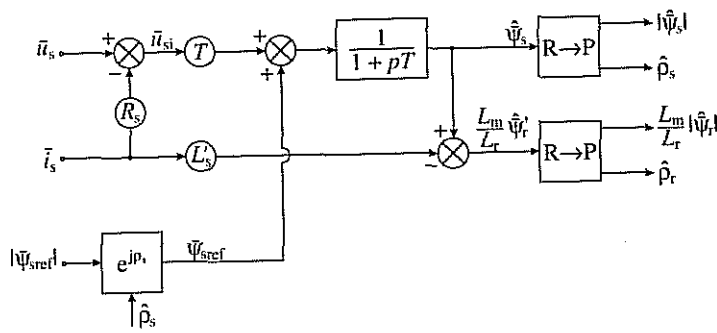 ū_s
+
−
ū_si
T
+
+
1
1 + pT
ψ̂̄_s
R→P
|ψ̂̄_s|
ρ̂_s
R_s
ī_s
L'_s
+
−
L_m
L_r
ψ̂̄'_r
R→P
L_m
L_r
|ψ̂̄_r|
ρ̂_r
|ψ̄_sref|
e^jρ_s
ψ̄_sref
ρ̂_s